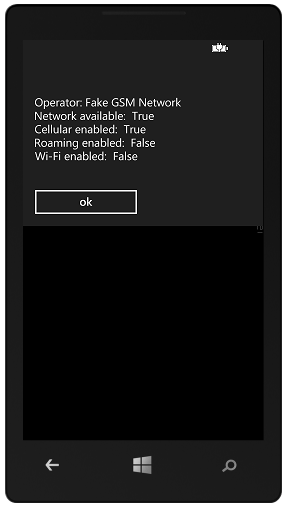 Operator: Fake GSM Network
Network available: True
Cellular enabled: True
Roaming enabled: False
Wi-Fi enabled: False
ok